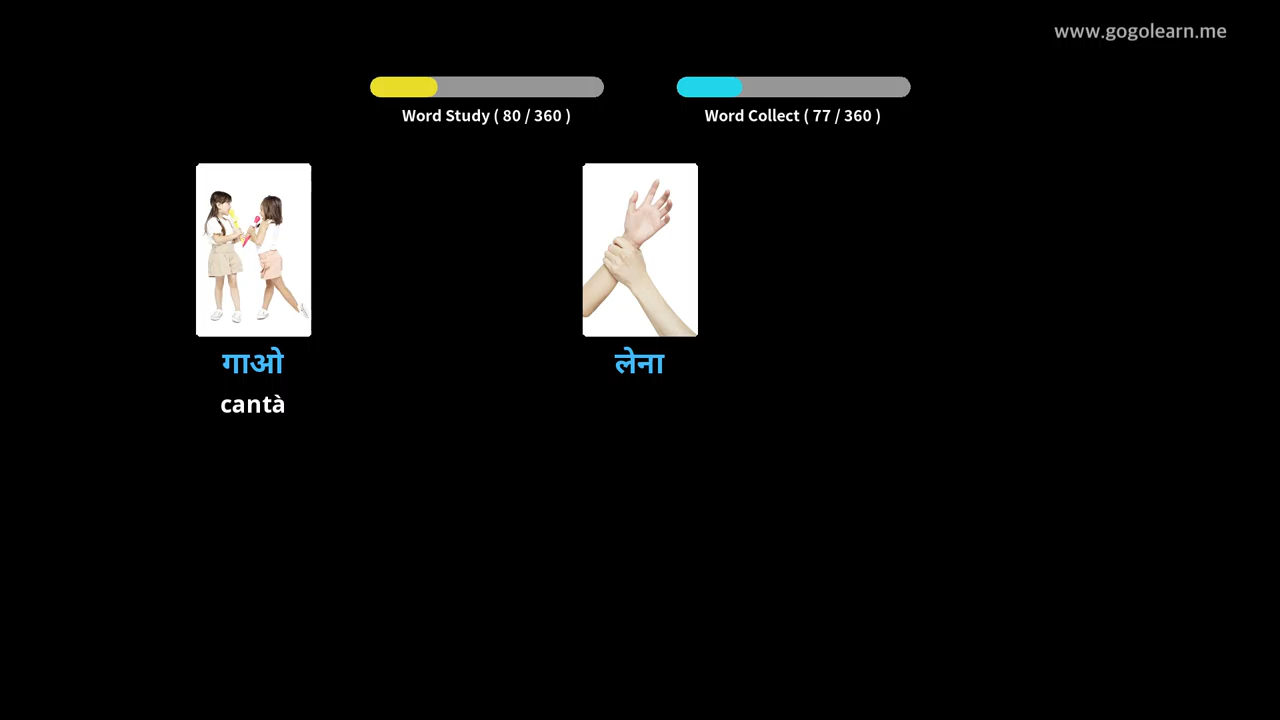 www.gogolearn.me
Word Study ( 80 / 360 )
Word Collect ( 77 / 360 )
गाओ
लेना
cantà